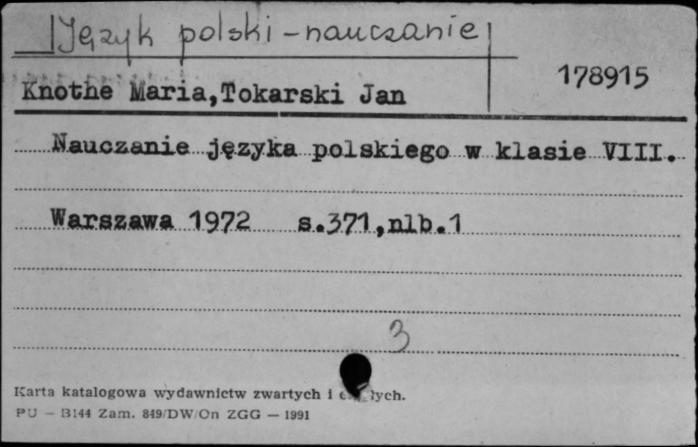 Język polski - nauczanie
178915
Knothe Maria, Tokarski Jan
Nauczanie języka polskiego w klasie VIII.
Warszawa 1972 s.371,nlb.1
3
Karta katalogowa wydawnictw zwartych i
PU — B144 Zam. 849/DW/On ZGG — 1991